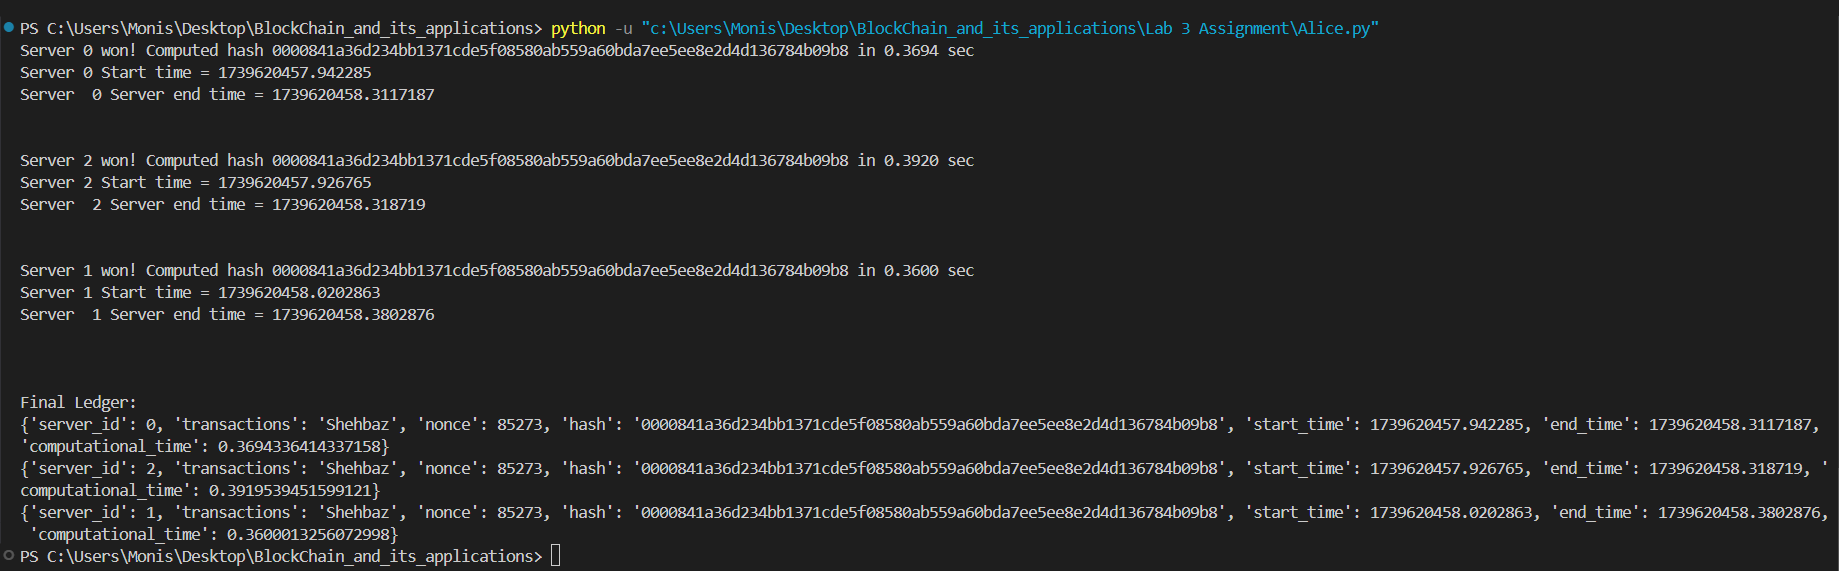 PS C:\Users\Monis\Desktop\BlockChain_and_its_applications> python -u "c:\Users\Monis\Desktop\BlockChain_and_its_applications\Lab 3 Assignment\Alice.py"
Server 0 won! Computed hash 0000841a36d234bb1371cde5f08580ab559a60bda7ee5ee8e2d4d136784b09b8 in 0.3694 sec
Server 0 Start time = 1739620457.942285
Server  0 Server end time = 1739620458.3117187
Server 2 won! Computed hash 0000841a36d234bb1371cde5f08580ab559a60bda7ee5ee8e2d4d136784b09b8 in 0.3920 sec
Server 2 Start time = 1739620457.926765
Server  2 Server end time = 1739620458.318719
Server 1 won! Computed hash 0000841a36d234bb1371cde5f08580ab559a60bda7ee5ee8e2d4d136784b09b8 in 0.3600 sec
Server 1 Start time = 1739620458.0202863
Server  1 Server end time = 1739620458.3802876
Final Ledger:
{'server_id': 0, 'transactions': 'Shehbaz', 'nonce': 85273, 'hash': '0000841a36d234bb1371cde5f08580ab559a60bda7ee5ee8e2d4d136784b09b8', 'start_time': 1739620457.942285, 'end_time': 1739620458.3117187,
'computational_time': 0.3694336414337158}
{'server_id': 2, 'transactions': 'Shehbaz', 'nonce': 85273, 'hash': '0000841a36d234bb1371cde5f08580ab559a60bda7ee5ee8e2d4d136784b09b8', 'start_time': 1739620457.926765, 'end_time': 1739620458.318719, '
computational_time': 0.3919539451599121}
{'server_id': 1, 'transactions': 'Shehbaz', 'nonce': 85273, 'hash': '0000841a36d234bb1371cde5f08580ab559a60bda7ee5ee8e2d4d136784b09b8', 'start_time': 1739620458.0202863, 'end_time': 1739620458.3802876,
 'computational_time': 0.3600013256072998}
PS C:\Users\Monis\Desktop\BlockChain_and_its_applications>